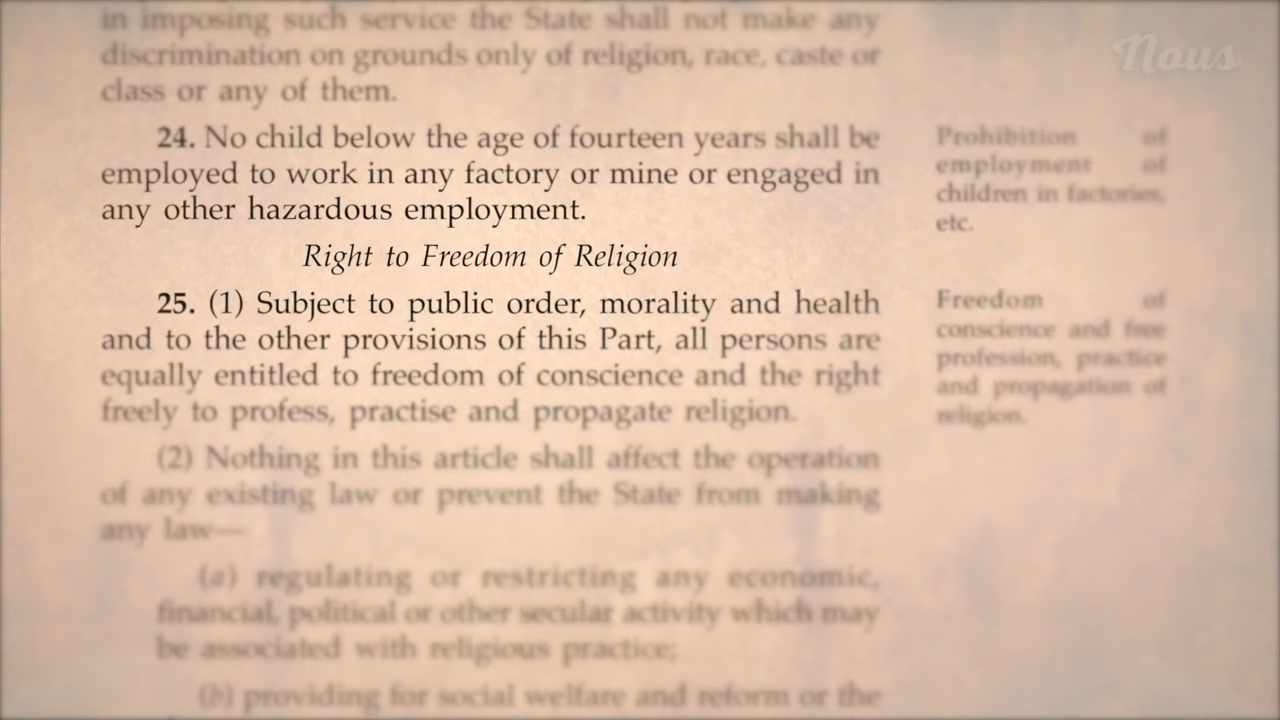 in imposing such service the State shall not make any
discrimination on grounds only of religion, race, caste or
class or any of them.
24. No child below the age of fourteen years shall be
employed to work in any factory or mine or engaged in
any other hazardous employment.
Prohibition of
employment of
children in factories,
etc.
Right to Freedom of Religion
25. (1) Subject to public order, morality and health
and to the other provisions of this Part, all persons are
equally entitled to freedom of conscience and the right
freely to profess, practise and propagate religion.
Freedom of
conscience and free
profession, practice
and propagation of
religion.
(2) Nothing in this article shall affect the operation
of any existing law or prevent the State from making
any law—
(a) regulating or restricting any economic,
financial, political or other secular activity which may
be associated with religious practice;
(b) providing for social welfare and reform or the
Nous